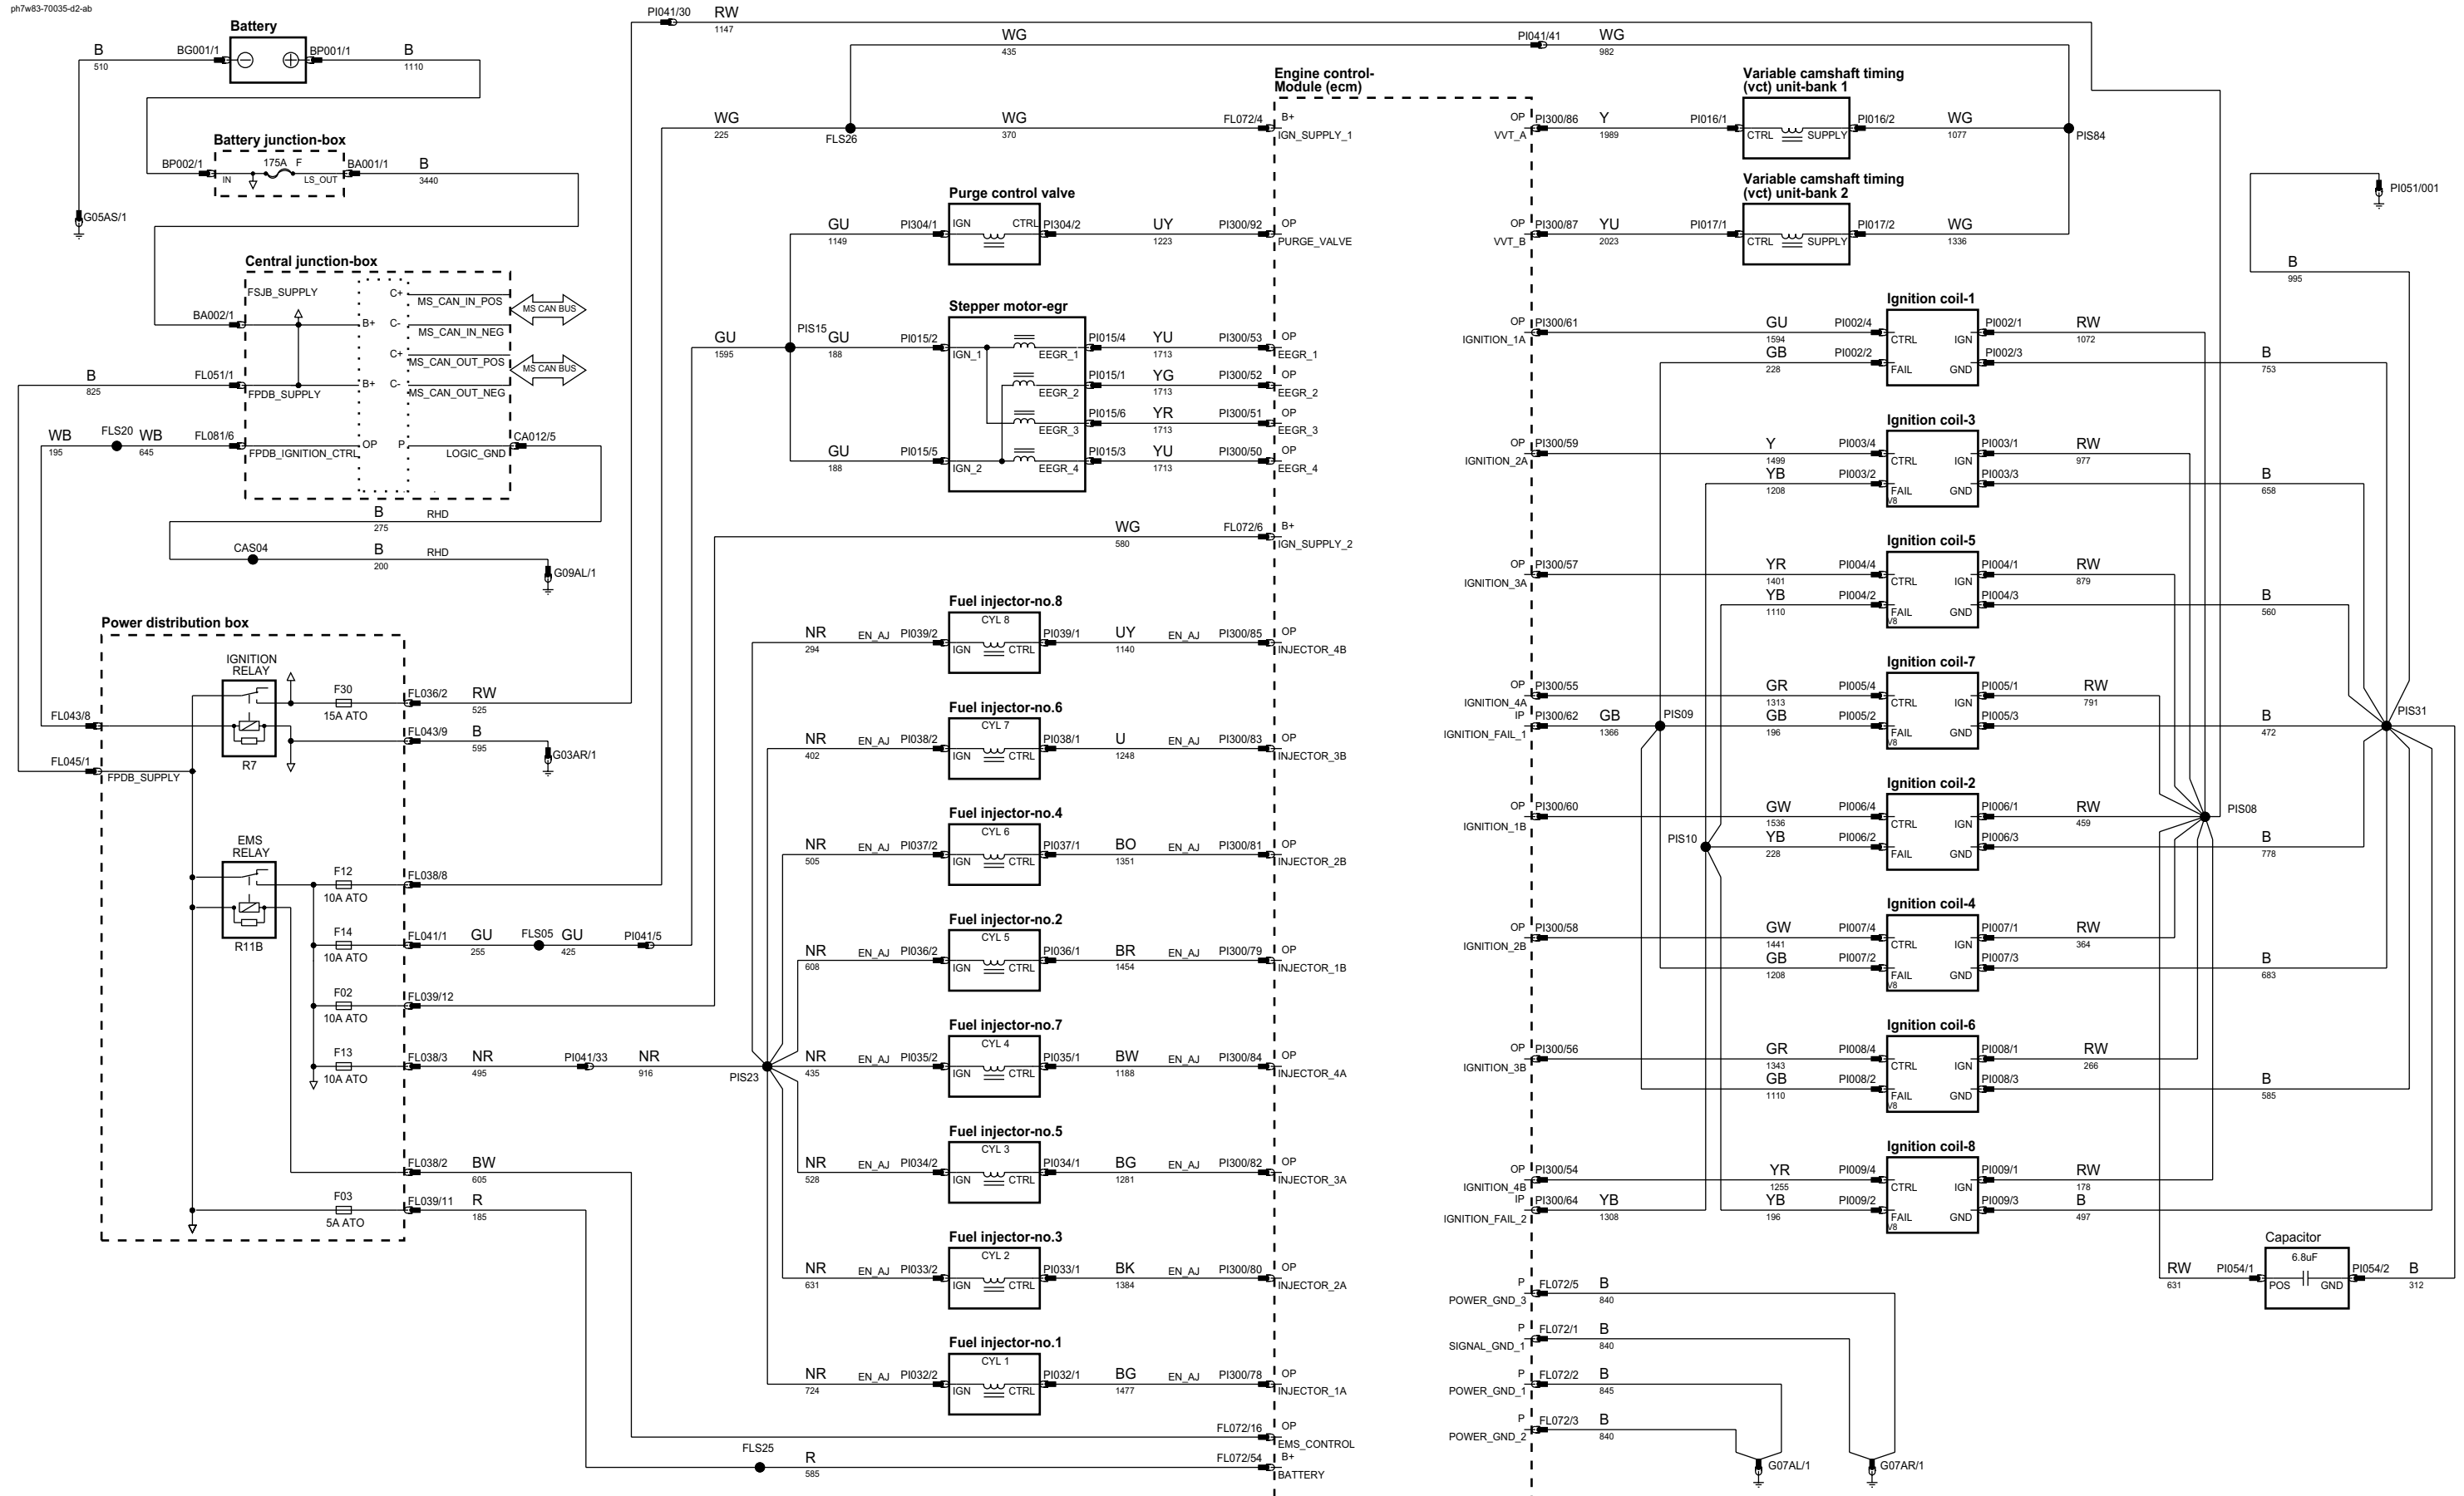 ph7w83-70035-d2-ab
Battery
B
510
BG001/1
BP001/1
B
1110
G05AS/1
Battery junction-box
BP002/1
175A F
IN
LS_OUT
BA001/1
B
3440
Central junction-box
FSJB_SUPPLY
BA002/1
B+
C+
MS_CAN_IN_POS
C-
MS_CAN_IN_NEG
MS CAN BUS
C+
MS_CAN_OUT_POS
C-
MS_CAN_OUT_NEG
MS CAN BUS
B
825
FL051/1
B+
FPDB_SUPPLY
WB
195
FLS20
WB
645
FL081/6
OP
FPDB_IGNITION_CTRL
P
LOGIC_GND
CA012/5
B
275
RHD
CAS04
B
200
RHD
G09AL/1
Power distribution box
IGNITION
RELAY
R7
F30
15A ATO
FL036/2
RW
525
FL043/8
FL043/9
B
595
G03AR/1
FL045/1
FPDB_SUPPLY
EMS
RELAY
R11B
F12
10A ATO
FL038/8
F14
10A ATO
FL041/1
GU
255
FLS05
GU
425
PI041/5
F02
10A ATO
FL039/12
F13
10A ATO
FL038/3
NR
495
PI041/33
NR
916
PIS23
FL038/2
BW
605
F03
5A ATO
FL039/11
R
185
PI041/30
RW
1147
WG
435
PI041/41
WG
982
WG
225
FLS26
WG
370
FL072/4
Engine control-
Module (ecm)
B+
IGN_SUPPLY_1
Purge control valve
GU
1149
PI304/1
IGN
CTRL
PI304/2
UY
1223
PI300/92
OP
PURGE_VALVE
Stepper motor-egr
GU
1595
PIS15
GU
188
PI015/2
IGN_1
EEGR_1
PI015/4
YU
1713
PI300/53
OP
EEGR_1
EEGR_2
PI015/1
YG
1713
PI300/52
OP
EEGR_2
EEGR_3
PI015/6
YR
1713
PI300/51
OP
EEGR_3
GU
188
PI015/5
IGN_2
EEGR_4
PI015/3
YU
1713
PI300/50
OP
EEGR_4
WG
580
FL072/6
B+
IGN_SUPPLY_2
Fuel injector-no.8
CYL 8
NR
294
EN_AJ
PI039/2
IGN
CTRL
PI039/1
UY
1140
EN_AJ
PI300/85
OP
INJECTOR_4B
Fuel injector-no.6
CYL 7
NR
402
EN_AJ
PI038/2
IGN
CTRL
PI038/1
U
1248
EN_AJ
PI300/83
OP
INJECTOR_3B
Fuel injector-no.4
CYL 6
NR
505
EN_AJ
PI037/2
IGN
CTRL
PI037/1
BO
1351
EN_AJ
PI300/81
OP
INJECTOR_2B
Fuel injector-no.2
CYL 5
NR
608
EN_AJ
PI036/2
IGN
CTRL
PI036/1
BR
1454
EN_AJ
PI300/79
OP
INJECTOR_1B
Fuel injector-no.7
CYL 4
NR
435
EN_AJ
PI035/2
IGN
CTRL
PI035/1
BW
1188
EN_AJ
PI300/84
OP
INJECTOR_4A
Fuel injector-no.5
CYL 3
NR
528
EN_AJ
PI034/2
IGN
CTRL
PI034/1
BG
1281
EN_AJ
PI300/82
OP
INJECTOR_3A
Fuel injector-no.3
CYL 2
NR
631
EN_AJ
PI033/2
IGN
CTRL
PI033/1
BK
1384
EN_AJ
PI300/80
OP
INJECTOR_2A
Fuel injector-no.1
CYL 1
NR
724
EN_AJ
PI032/2
IGN
CTRL
PI032/1
BG
1477
EN_AJ
PI300/78
OP
INJECTOR_1A
FL072/16
OP
EMS_CONTROL
FLS25
R
585
FL072/54
B+
BATTERY
Variable camshaft timing
(vct) unit-bank 1
OP
VVT_A
PI300/86
Y
1989
PI016/1
CTRL
SUPPLY
PI016/2
WG
1077
PIS84
Variable camshaft timing
(vct) unit-bank 2
OP
VVT_B
PI300/87
YU
2023
PI017/1
CTRL
SUPPLY
PI017/2
WG
1336
PI051/001
B
995
Ignition coil-1
OP
IGNITION_1A
PI300/61
GU
1594
PI002/4
CTRL
IGN
PI002/1
RW
1072
GB
228
PI002/2
FAIL
GND
PI002/3
B
753
Ignition coil-3
OP
IGNITION_2A
PI300/59
Y
1499
PI003/4
CTRL
IGN
PI003/1
RW
977
YB
1208
PI003/2
FAIL
V8
GND
PI003/3
B
658
Ignition coil-5
OP
IGNITION_3A
PI300/57
YR
1401
PI004/4
CTRL
IGN
PI004/1
RW
879
YB
1110
PI004/2
FAIL
V8
GND
PI004/3
B
560
Ignition coil-7
OP
IGNITION_4A
PI300/55
GR
1313
PI005/4
CTRL
IGN
PI005/1
RW
791
IP
IGNITION_FAIL_1
PI300/62
GB
1366
PIS09
GB
196
PI005/2
FAIL
V8
GND
PI005/3
B
472
PIS31
Ignition coil-2
OP
IGNITION_1B
PI300/60
GW
1536
PI006/4
CTRL
IGN
PI006/1
RW
459
PIS08
PIS10
YB
228
PI006/2
FAIL
GND
PI006/3
B
778
Ignition coil-4
OP
IGNITION_2B
PI300/58
GW
1441
PI007/4
CTRL
IGN
PI007/1
RW
364
GB
1208
PI007/2
FAIL
V8
GND
PI007/3
B
683
Ignition coil-6
OP
IGNITION_3B
PI300/56
GR
1343
PI008/4
CTRL
IGN
PI008/1
RW
266
GB
1110
PI008/2
FAIL
V8
GND
PI008/3
B
585
Ignition coil-8
OP
IGNITION_4B
PI300/54
YR
1255
PI009/4
CTRL
IGN
PI009/1
RW
178
IP
IGNITION_FAIL_2
PI300/64
YB
1308
YB
196
PI009/2
FAIL
V8
GND
PI009/3
B
497
Capacitor
6.8uF
RW
631
PI054/1
POS
GND
PI054/2
B
312
P
POWER_GND_3
FL072/5
B
840
P
SIGNAL_GND_1
FL072/1
B
840
P
POWER_GND_1
FL072/2
B
845
P
POWER_GND_2
FL072/3
B
840
G07AL/1
G07AR/1